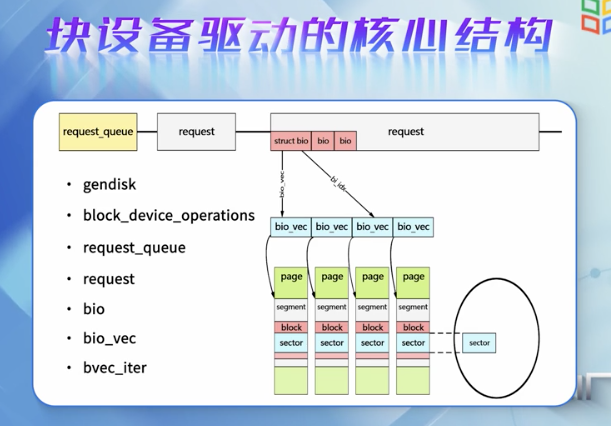 块设备驱动的核心结构
request_queue request request
struct bio bio bio
· gendisk
· block_device_operations
· request_queue
· request
· bio
· bio_vec
· bvec_iter
bio_vec
bi_idx
bio_vec bio_vec bio_vec bio_vec
page page page page
segment segment segment segment
block block block block
sector sector sector sector
sector